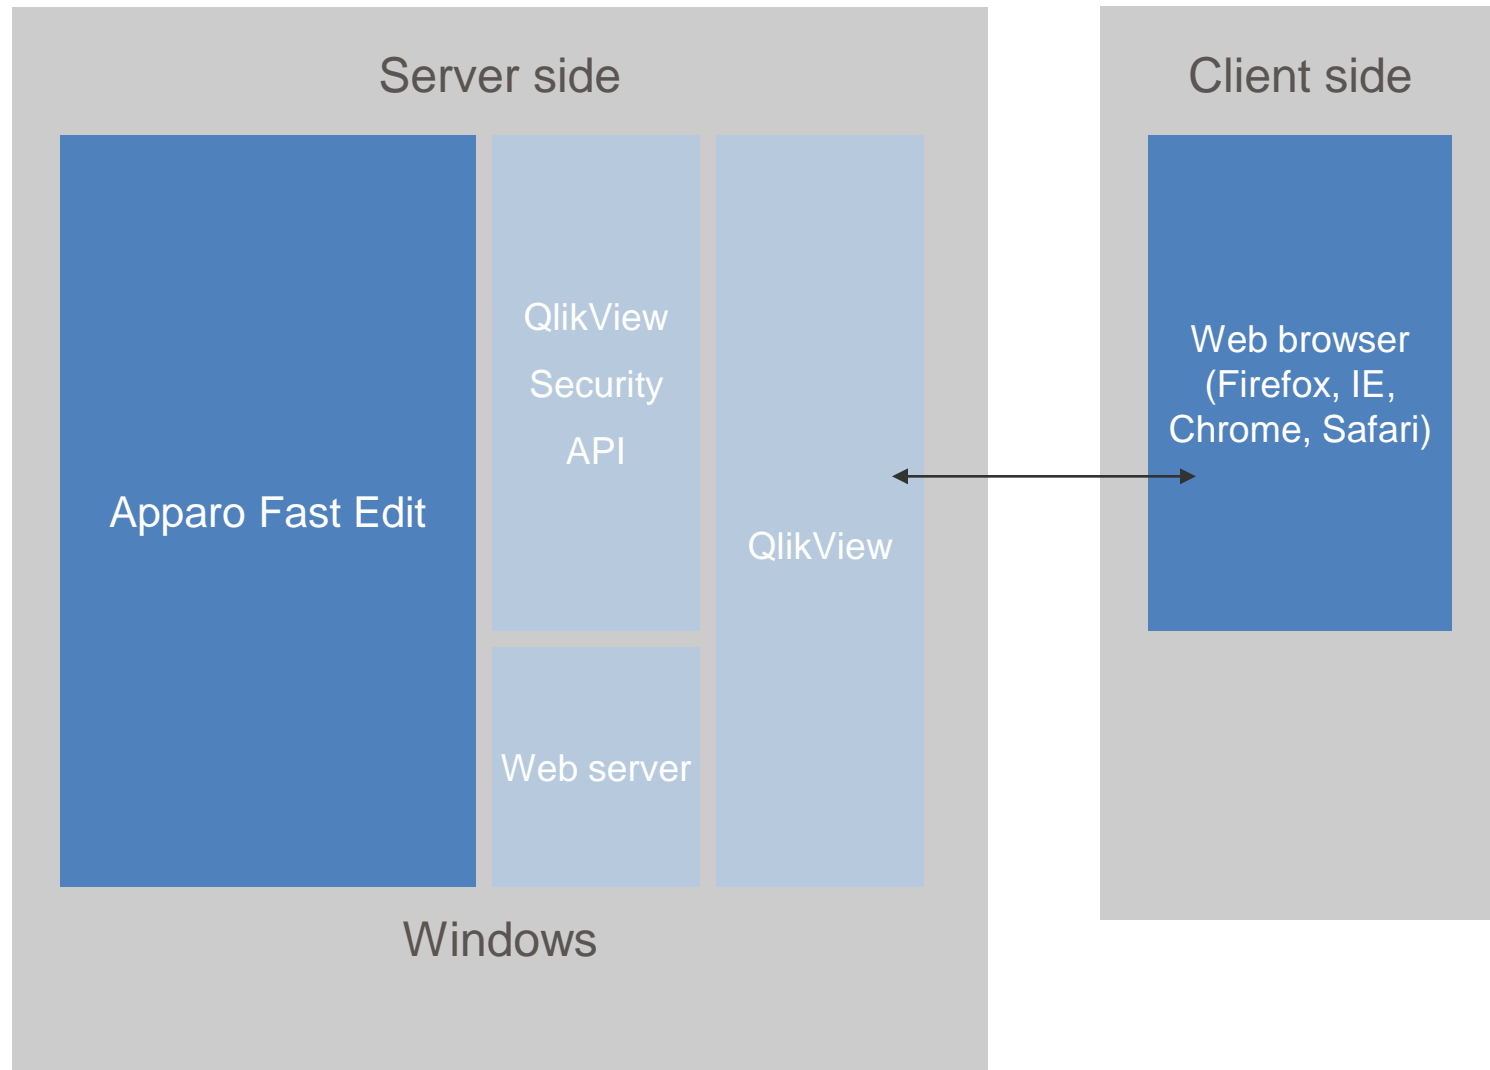 Server side
Client side
Apparo Fast Edit
QlikView
Security
API
Web server
QlikView
Windows
Web browser
(Firefox, IE,
Chrome, Safari)